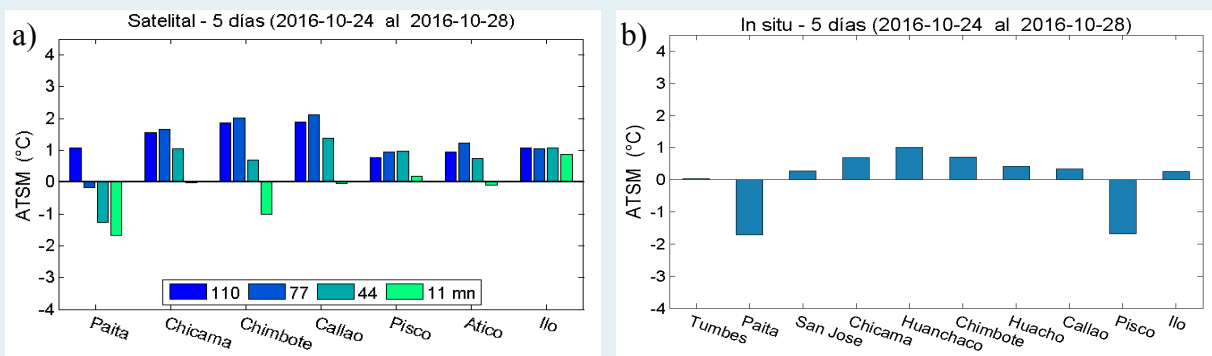 a)
Satelital - 5 días (2016-10-24 al 2016-10-28)
ATSM (°C)
4
3
2
1
0
-1
-2
-3
-4
110 77 44 11 mn
Paita Chicama Chimbote Callao Pisco Atico Ilo
b)
In situ - 5 días (2016-10-24 al 2016-10-28)
ATSM (°C)
4
3
2
1
0
-1
-2
-3
-4
Tumbes Paita San Jose Chicama Huanchaco Chimbote Huacho Callao Pisco Ilo